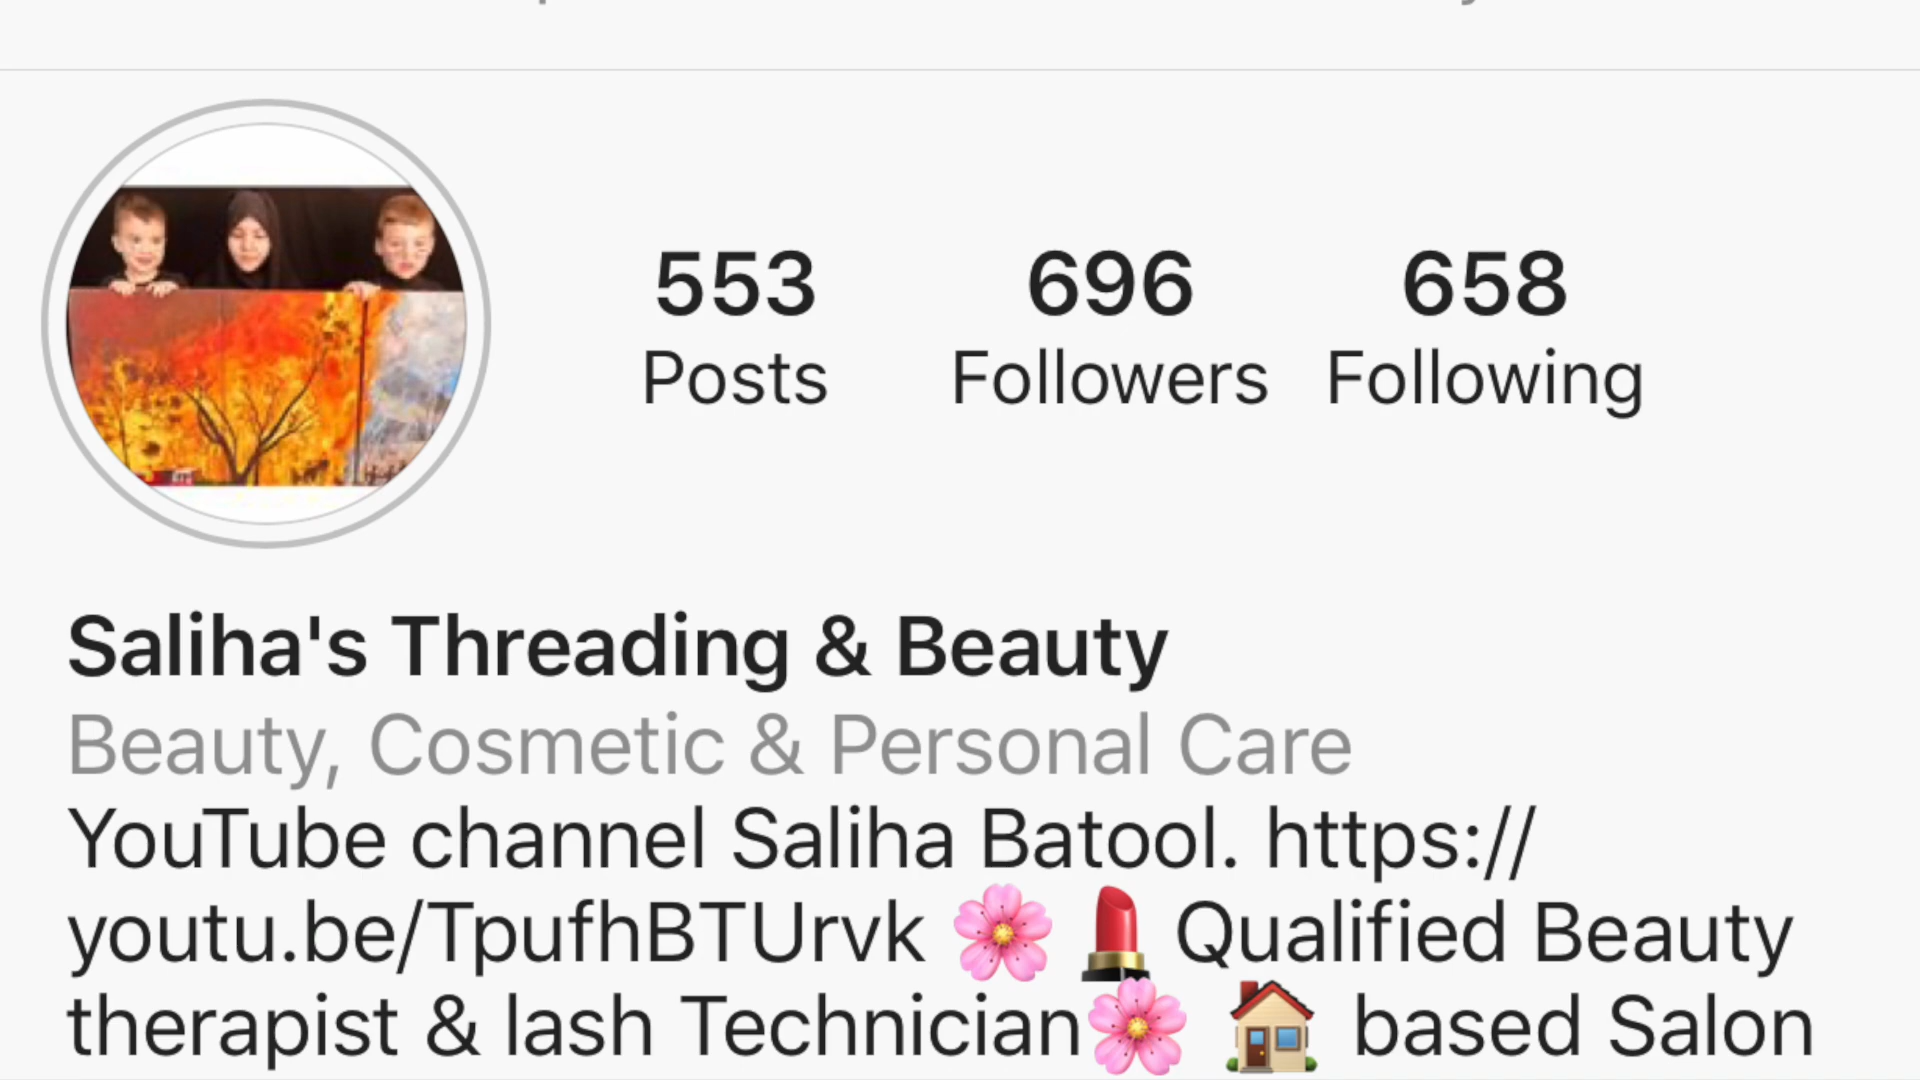 553 696 658
Posts Followers Following
Saliha's Threading & Beauty
Beauty, Cosmetic & Personal Care
YouTube channel Saliha Batool. https://
youtu.be/TpufhBTUrvk 🌸💄Qualified Beauty
therapist & lash Technician🌸 🏠 based Salon